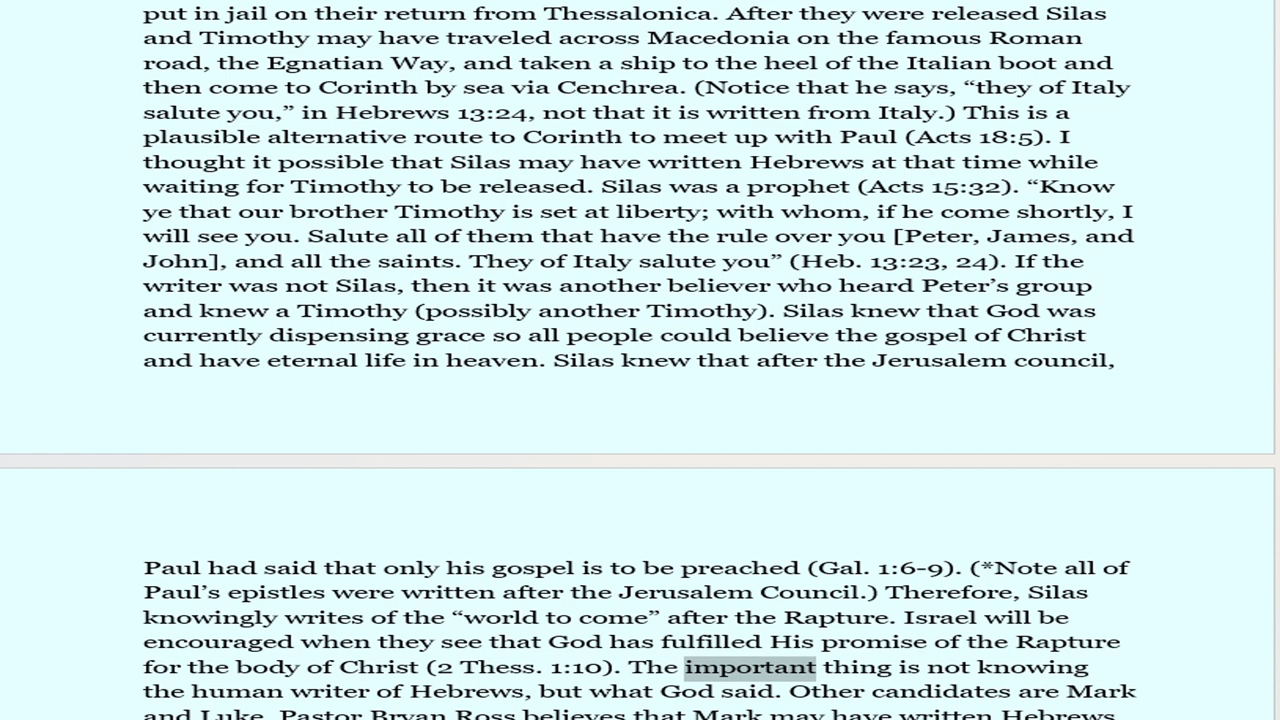 put in jail on their return from Thessalonica. After they were released Silas
and Timothy may have traveled across Macedonia on the famous Roman
road, the Egnatian Way, and taken a ship to the heel of the Italian boot and
then come to Corinth by sea via Cenchrea. (Notice that he says, “they of Italy
salute you,” in Hebrews 13:24, not that it is written from Italy.) This is a
plausible alternative route to Corinth to meet up with Paul (Acts 18:5). I
thought it possible that Silas may have written Hebrews at that time while
waiting for Timothy to be released. Silas was a prophet (Acts 15:32). “Know
ye that our brother Timothy is set at liberty; with whom, if he come shortly, I
will see you. Salute all of them that have the rule over you [Peter, James, and
John], and all the saints. They of Italy salute you” (Heb. 13:23, 24). If the
writer was not Silas, then it was another believer who heard Peter’s group
and knew a Timothy (possibly another Timothy). Silas knew that God was
currently dispensing grace so all people could believe the gospel of Christ
and have eternal life in heaven. Silas knew that after the Jerusalem council,
Paul had said that only his gospel is to be preached (Gal. 1:6-9). (*Note all of
Paul’s epistles were written after the Jerusalem Council.) Therefore, Silas
knowingly writes of the “world to come” after the Rapture. Israel will be
encouraged when they see that God has fulfilled His promise of the Rapture
for the body of Christ (2 Thess. 1:10). The important thing is not knowing
the human writer of Hebrews, but what God said. Other candidates are Mark
and Luke. Pastor Bryan Ross believes that Mark may have written Hebrews